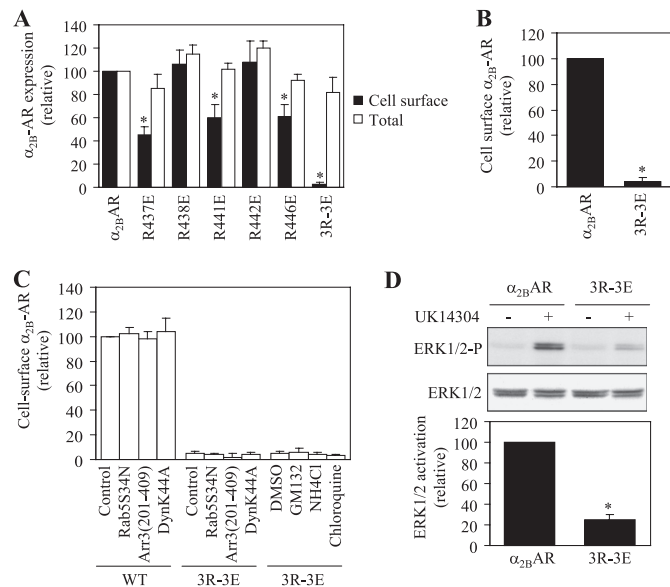 A
α2B-AR expression
(relative)
140
120
100
80
60
40
20
0
*
*
*
*
Cell surface
Total
α2BAR
R437E
R438E
R441E
R442E
R446E
3R-3E
B
Cell surface α2B-AR
(relative)
120
100
80
60
40
20
0
*
α2BAR
3R-3E
C
Cell-surface α2B-AR
(relative)
140
120
100
80
60
40
20
0
Control
Rab5S34N
Arr3(201-409)
DynK44A
Control
Rab5S34N
Arr3(201-409)
DynK44A
DMSO
GM132
NH4Cl
Chloroquine
WT
3R-3E
3R-3E
D
α2BAR 3R-3E
UK14304 - + - +
ERK1/2-P
ERK1/2
ERK1/2 activation
(relative)
120
100
80
60
40
20
0
*
α2BAR
3R-3E